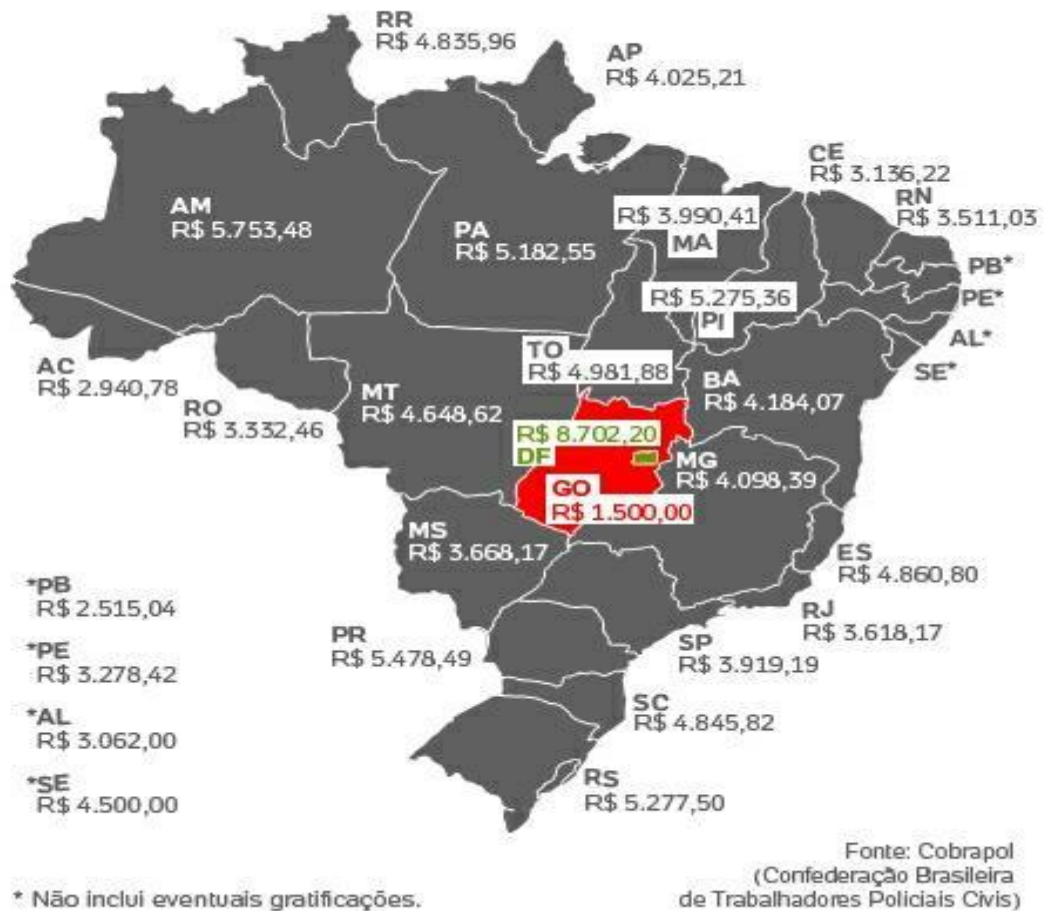 RR
R$ 4.835,96
AP
R$ 4.025,21
CE
R$ 3.136,22
RN
R$ 3.511,03
AM
R$ 5.753,48
PA
R$ 5.182,55
R$ 3.990,41
MA
PB*
R$ 5.275,36
PI
PE*
AL*
SE*
AC
R$ 2.940,78
TO
R$ 4.981,88
RO
R$ 3.332,46
MT
R$ 4.648,62
BA
R$ 4.184,07
R$ 8.702,20
DF
MG
R$ 4.098,39
GO
R$ 1.500,00
MS
R$ 3.668,17
ES
R$ 4.860,80
*PB
R$ 2.515,04
RJ
R$ 3.618,17
PR
R$ 5.478,49
SP
R$ 3.919,19
*PE
R$ 3.278,42
*AL
R$ 3.062,00
SC
R$ 4.845,82
*SE
R$ 4.500,00
RS
R$ 5.277,50
Fonte: Cobrapol
(Confederação Brasileira
de Trabalhadores Policiais Civis)
* Não inclui eventuais gratificações.